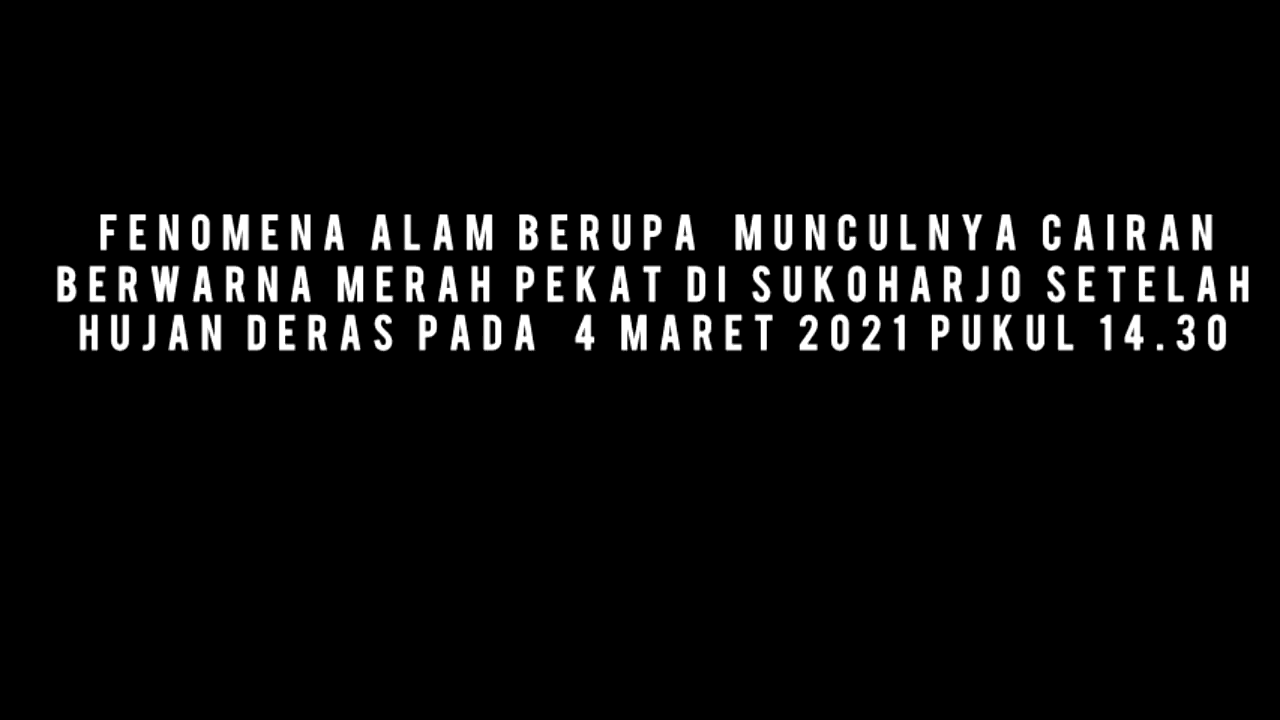 FENOMENA ALAM BERUPA MUNCULNYA CAIRAN
BERWARNA MERAH PEKAT DI SUKOHARJO SETELAH
HUJAN DERAS PADA 4 MARET 2021 PUKUL 14.30